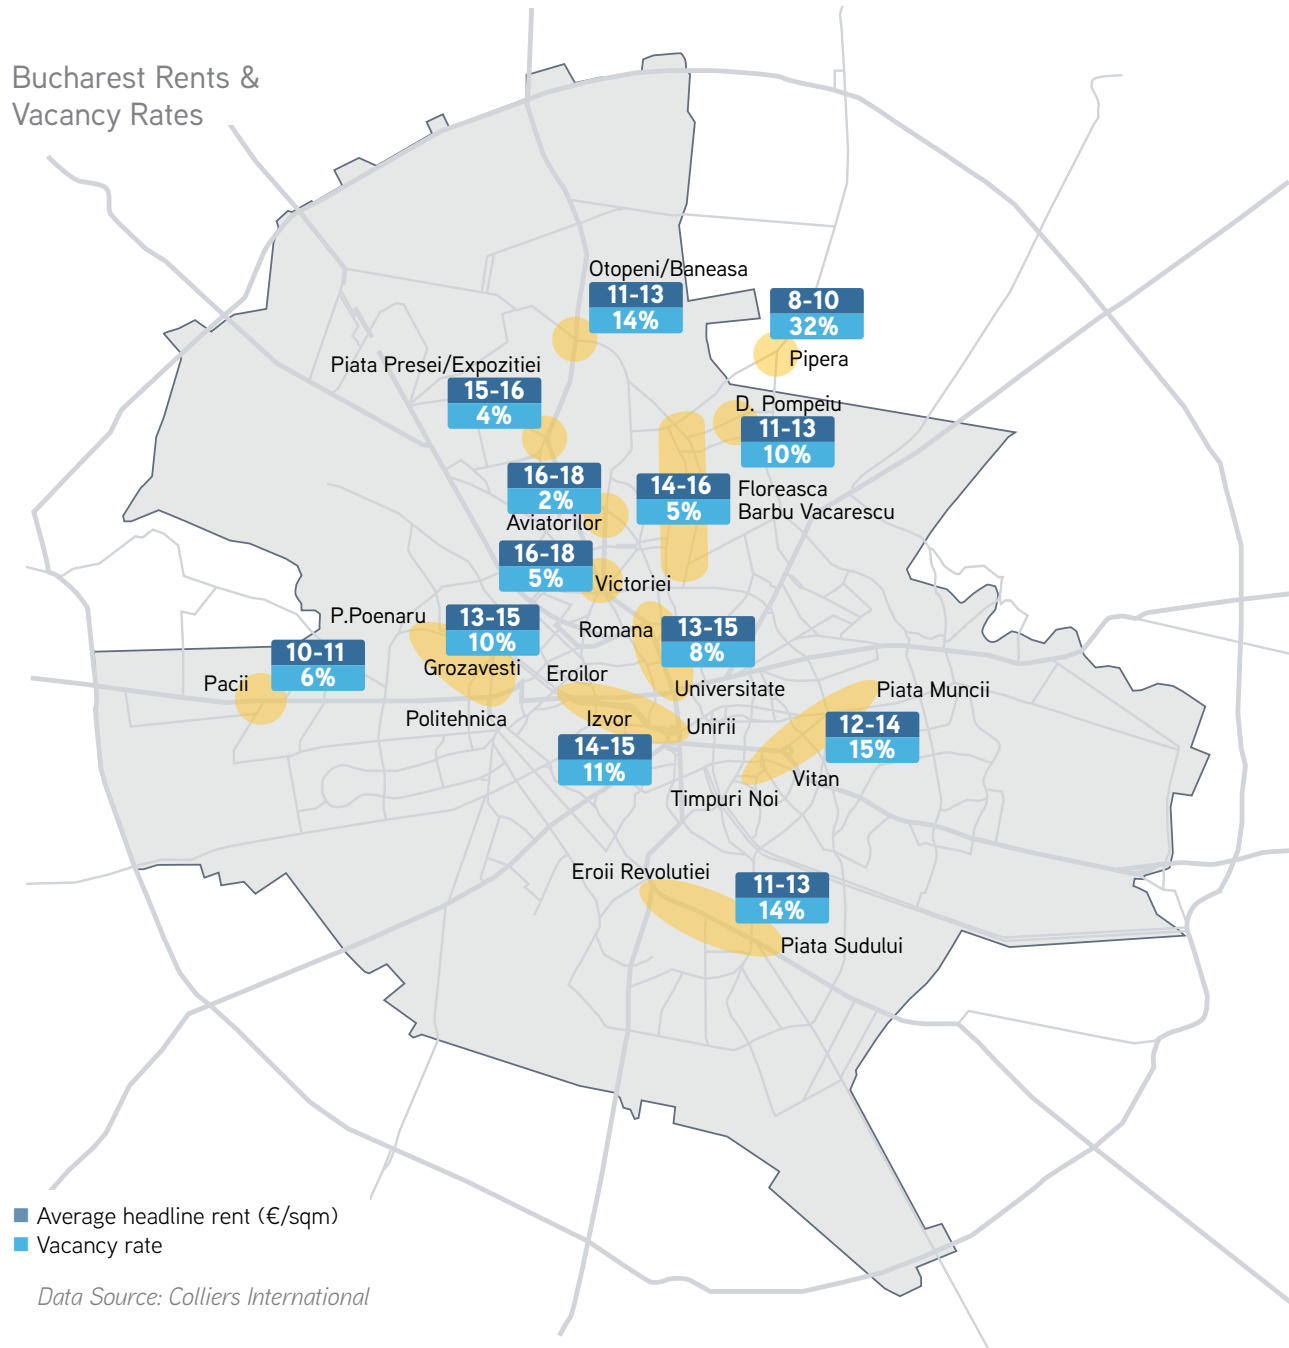 Bucharest Rents &
Vacancy Rates
Otopeni/Baneasa
11-13
14%
8-10
32%
Pipera
Piata Presei/Expozitiei
15-16
4%
D. Pompeiu
11-13
10%
16-18
2%
Aviatorilor
14-16
5%
Floreasca
Barbu Vacarescu
16-18
5%
Victoriei
P.Poenaru
13-15
10%
Grozavesti
Politehnica
Romana
13-15
8%
Universitate
10-11
6%
Pacii
Eroilor
Izvor
Unirii
14-15
11%
Piata Muncii
12-14
15%
Vitan
Timpuri Noi
Eroii Revolutiei
11-13
14%
Piata Sudului
Average headline rent (€/sqm)
Vacancy rate
Data Source: Colliers International